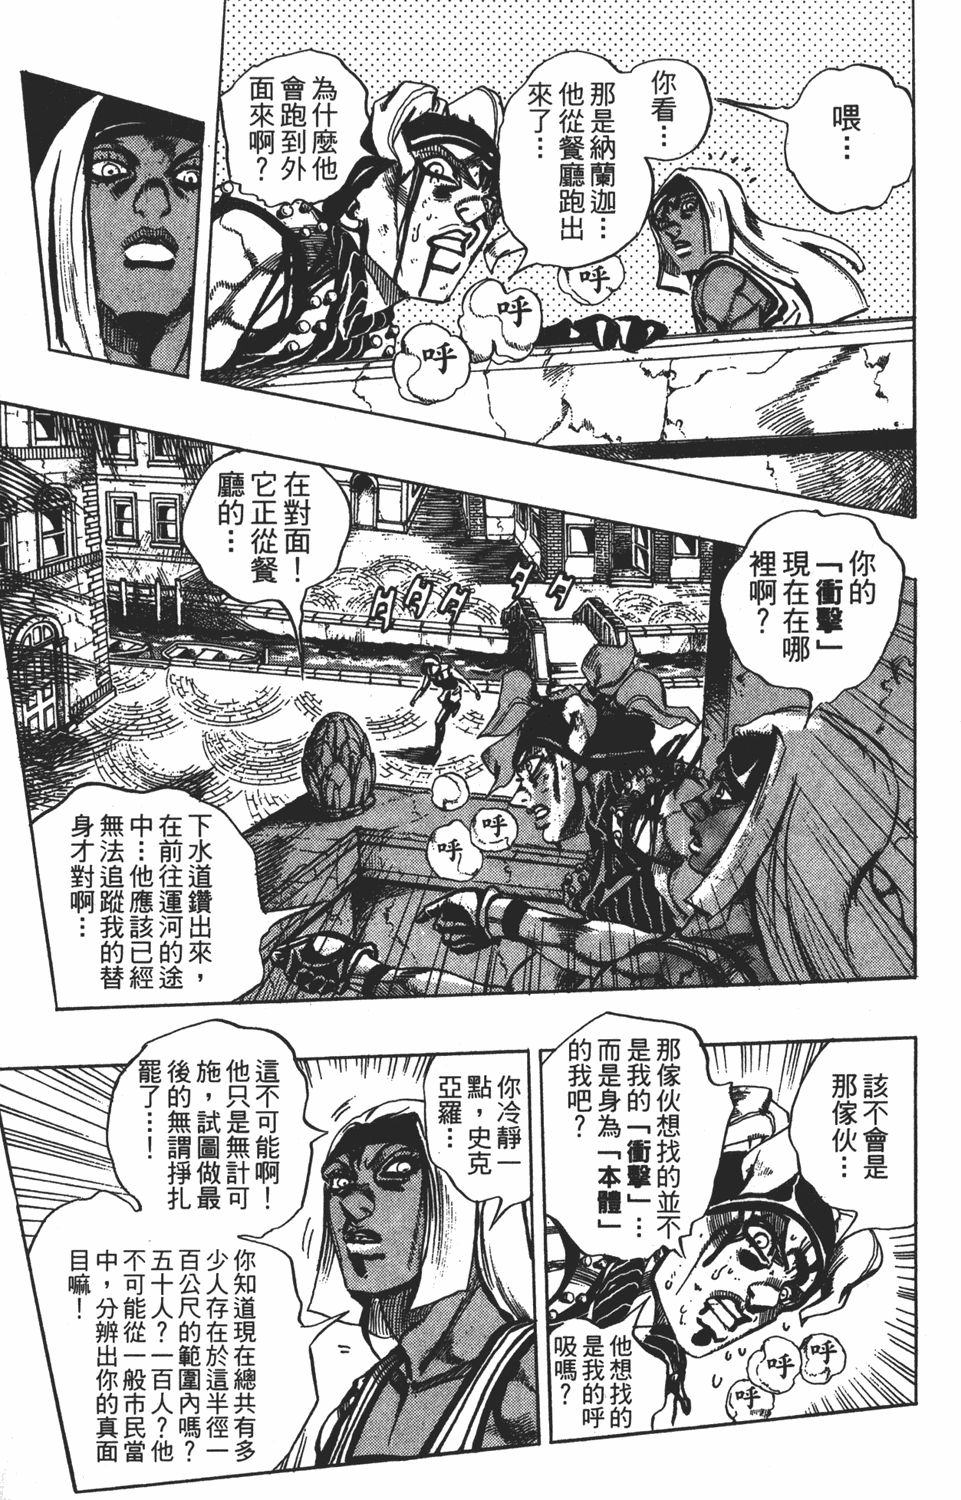 喂…
你看…
那是納蘭迦…
他從餐廳跑出
來了…
為什麼他
會跑到外
面來啊？
呼
呼
呼
你的
「衝擊」
現在在哪
裡啊？
在對面！
它正從餐
廳的…
呼
呼
下水道鑽出來，
在前往運河的途
中…他應該已經
無法追蹤我的替
身才對啊…
該不會是
那傢伙…
那傢伙想找的並不
是我的「衝擊」…
而是身為「本體」
的我吧？
他想找的
是我的呼
吸嗎？
呼
呼
呼
你冷靜一
點，史克
亞羅…
這不可能啊！
他只是無計可
施，試圖做最
後的無謂掙扎
罷了…！
你知道現在總共有多
少人存在於這半徑一
百公尺的範圍內嗎？
五十人？一百人？他
不可能從一般市民當
中，分辨出你的真面
目嘛！